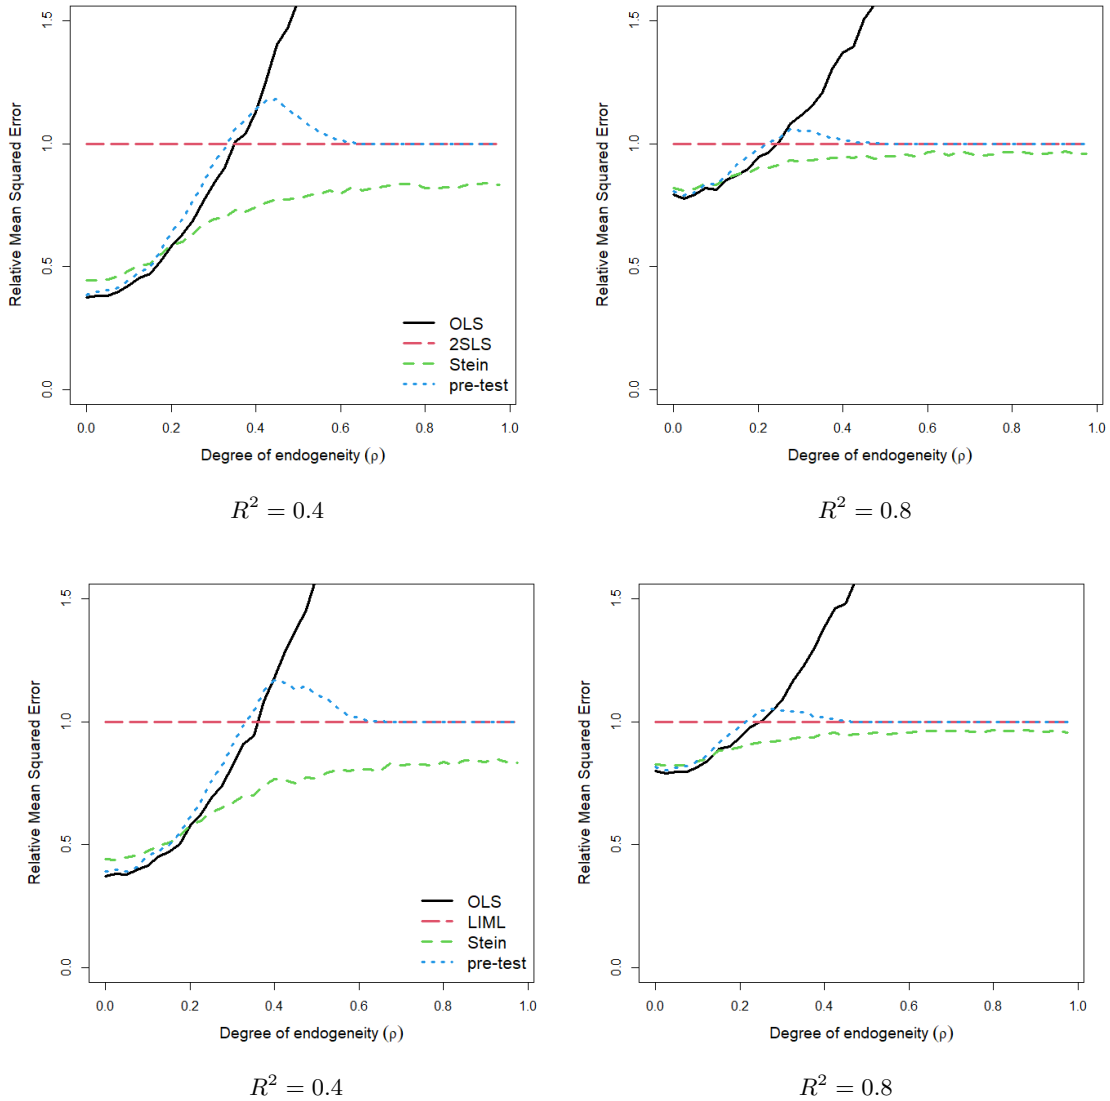 Relative Mean Squared Error
1.5
1.0
0.5
0.0
OLS
2SLS
Stein
pre-test
0.0 0.2 0.4 0.6 0.8 1.0
Degree of endogeneity (ρ)
R² = 0.4
Relative Mean Squared Error
1.5
1.0
0.5
0.0
0.0 0.2 0.4 0.6 0.8 1.0
Degree of endogeneity (ρ)
R² = 0.8
Relative Mean Squared Error
1.5
1.0
0.5
0.0
OLS
LIML
Stein
pre-test
0.0 0.2 0.4 0.6 0.8 1.0
Degree of endogeneity (ρ)
R² = 0.4
Relative Mean Squared Error
1.5
1.0
0.5
0.0
0.0 0.2 0.4 0.6 0.8 1.0
Degree of endogeneity (ρ)
R² = 0.8